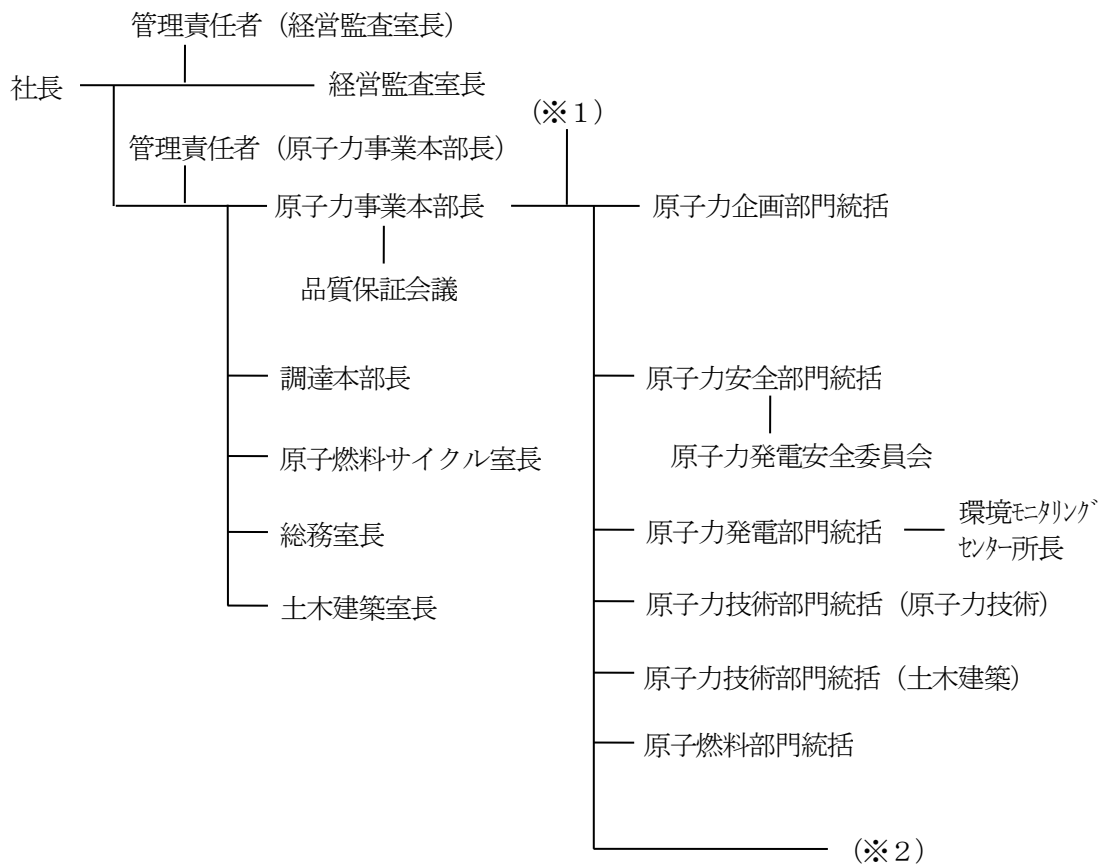 管理責任者（経営監査室長）
社長
経営監査室長
（※１）
管理責任者（原子力事業本部長）
原子力事業本部長
原子力企画部門統括
品質保証会議
調達本部長
原子力安全部門統括
原子力発電安全委員会
原子燃料サイクル室長
総務室長
原子力発電部門統括
環境ﾓﾆﾀﾘﾝｸﾞ
ｾﾝﾀｰ所長
土木建築室長
原子力技術部門統括（原子力技術）
原子力技術部門統括（土木建築）
原子燃料部門統括
（※２）